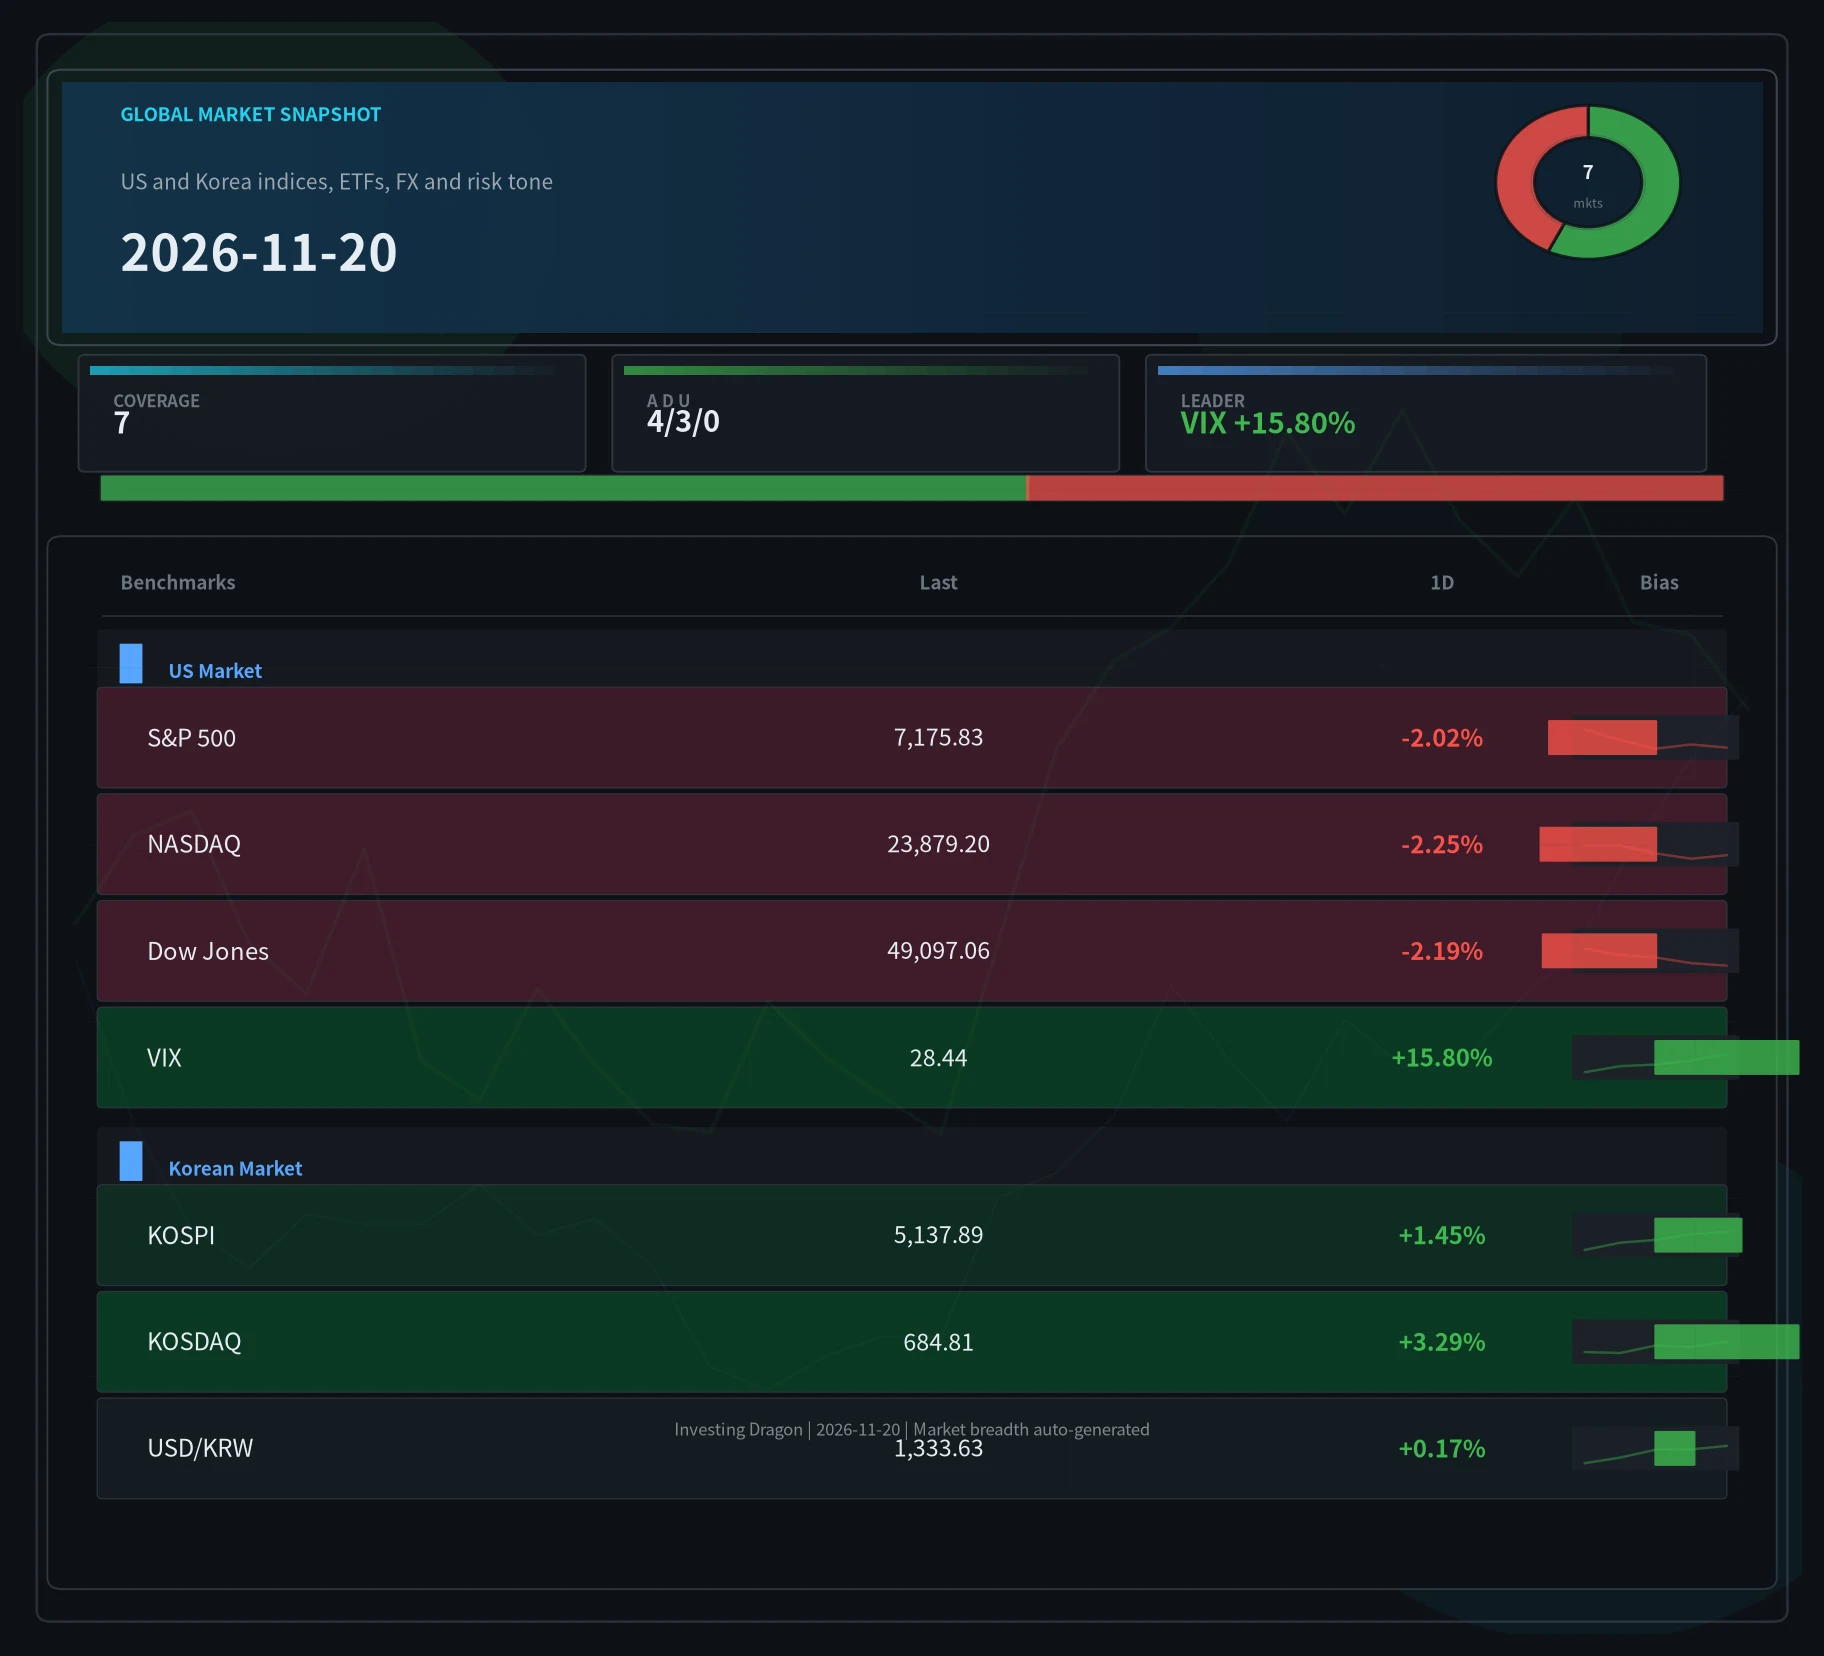 GLOBAL MARKET SNAPSHOT
US and Korea indices, ETFs, FX and risk tone
2026-11-20
7
mkts
COVERAGE
7
A D U
4/3/0
LEADER
VIX +15.80%
Benchmarks Last 1D Bias
US Market
S&P 500 7,175.83 -2.02%
NASDAQ 23,879.20 -2.25%
Dow Jones 49,097.06 -2.19%
VIX 28.44 +15.80%
Korean Market
KOSPI 5,137.89 +1.45%
KOSDAQ 684.81 +3.29%
Investing Dragon | 2026-11-20 | Market breadth auto-generated
USD/KRW 1,333.63 +0.17%